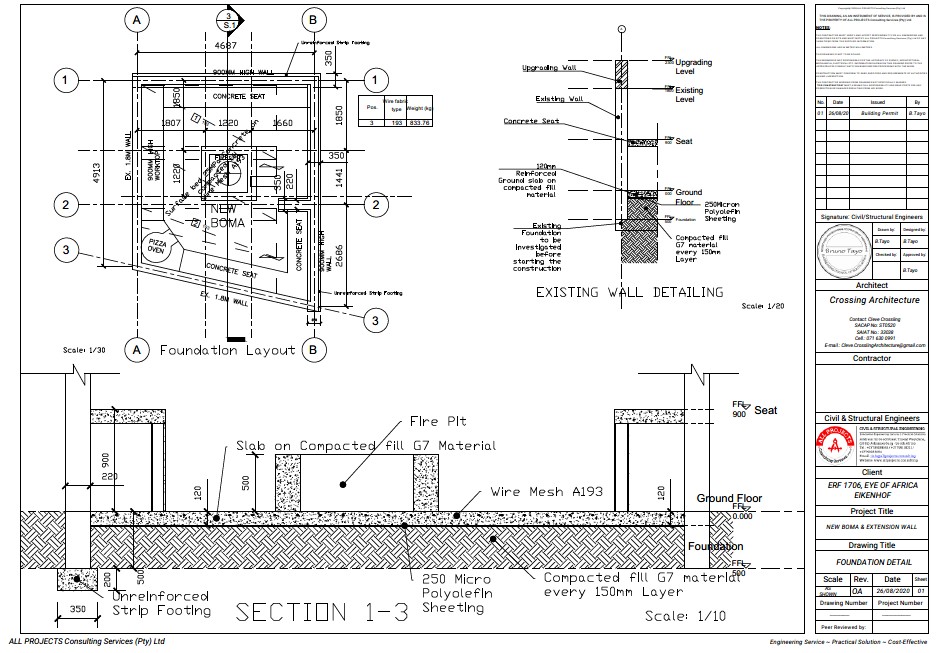 A
3
S.1
B
4687
Unreinforced Strip Footing
350
1
900MM HIGH WALL
1
CONCRETE SEAT
1850
1850
Pos.
Wire fabric type
Weight (kg)
3
193
833.76
1807
1220
1660
EX. 1.8M WALL
900MM HIGH
WORKTOP
4913
1220
350
350
220
1441
2
NEW
BOMA
2
3
PIZZA
OVEN
CONCRETE SEAT
CONCRETE SEAT
900MM HIGH
WALL
2686
EX. 1.8M WALL
Unreinforced Strip Footing
3
Scale: 1/30
A
Foundation Layout
B
Upgrading Wall
Upgrading
Level
Existing Wall
Existing
Level
Concrete Seat
Seat
120mm
Reinforced
Ground slab on
compacted fill
material
Ground
Floor
250Micron
Polyolefin
Sheeting
Foundation
Existing
Foundation
to be
investigated
before
starting the
construction
Compacted fill
G7 material
every 150mm
Layer
EXISTING WALL DETAILING
Scale: 1/20
FFL
900
Seat
Fire Pit
Slab on Compacted fill G7 Material
900
220
120
500
Wire Mesh A193
120
Ground Floor
FFL
0.000
Foundation
FFL
500
200
500
Unreinforced
Strip Footing
350
250 Micro
Polyolefin
Sheeting
Compacted fill G7 material
every 150mm Layer
SECTION 1-3
Scale: 1/10
NOTES
No.
Date
Issued
By
01
26/08/20
Building Permit
B.Tayo
Signature: Civil/Structural Engineers
Bruno Tayo
Drawn by:
Designed by:
B.Tayo
B.Tayo
Checked by:
Approved by:
B.Tayo
Architect
Crossing Architecture
Contact: Cleve Crossling
SACAP No: ST0520
SAIAT No.: 33038
Cell.: 071 630 0991
E-mail.: Cleve.CrosslingArchitecture@gmail.com
Contractor
Civil & Structural Engineers
ALL PROJECTS
CIVIL & STRUCTURAL ENGINEERING
Client
ERF 1706, EYE OF AFRICA
EIKENHOF
Project Title
NEW BOMA & EXTENSION WALL
Drawing Title
FOUNDATION DETAIL
Scale
Rev.
Date
Sheet
AS
SHOWN
0A
26/08/2020
01
Drawing Number
Project Number
Peer Reviewed by:
ALL PROJECTS Consulting Services (Pty) Ltd
Engineering Service – Practical Solution – Cost-Effective